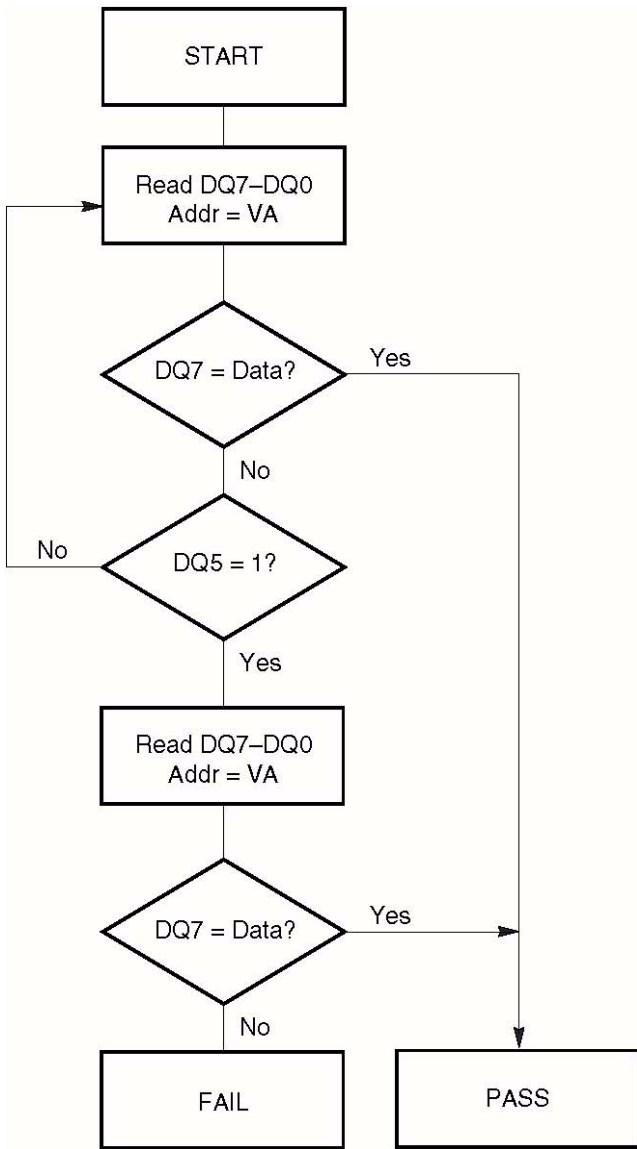 START
Read DQ7–DQ0
Addr = VA
DQ7 = Data?
Yes
No
No
DQ5 = 1?
Yes
Read DQ7–DQ0
Addr = VA
DQ7 = Data?
Yes
No
FAIL
PASS